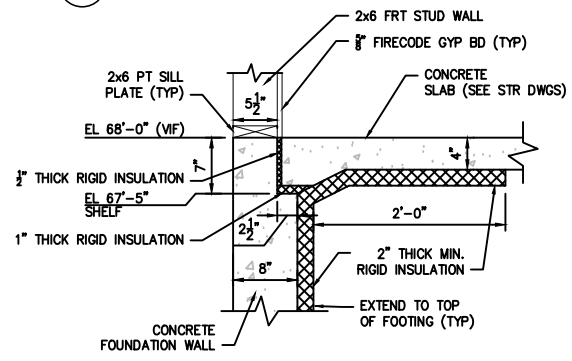 2x6 FRT STUD WALL
5/8" FIRECODE GYP BD (TYP)
2x6 PT SILL
PLATE (TYP)
CONCRETE
SLAB (SEE STR DWGS)
5 1/2"
EL 68'-0" (VIF)
7"
4"
1/2" THICK RIGID INSULATION
EL 67'-5"
SHELF
2'-0"
1" THICK RIGID INSULATION
2 1/2"
2" THICK MIN.
RIGID INSULATION
8"
EXTEND TO TOP
OF FOOTING (TYP)
CONCRETE
FOUNDATION WALL